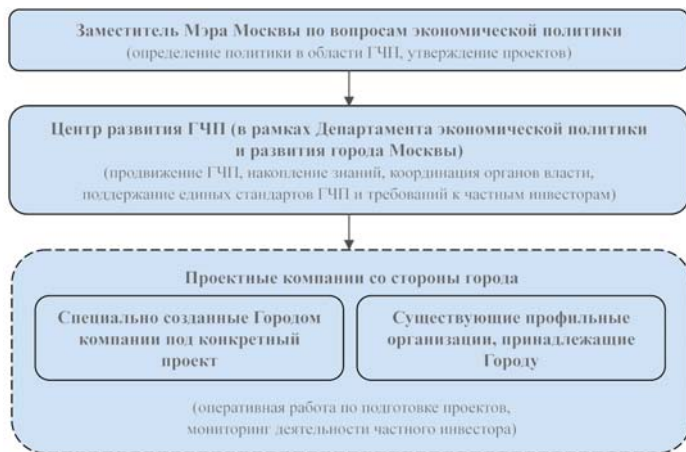 Заместитель Мэра Москвы по вопросам экономической политики
(определение политики в области ГЧП, утверждение проектов)
Центр развития ГЧП (в рамках Департамента экономической политики
и развития города Москвы)
(продвижение ГЧП, накопление знаний, координация органов власти,
поддержание единых стандартов ГЧП и требований к частным инвесторам)
Проектные компании со стороны города
Специально созданные Городом
компании под конкретный
проект
Существующие профильные
организации, принадлежащие
Городу
(оперативная работа по подготовке проектов,
мониторинг деятельности частного инвестора)